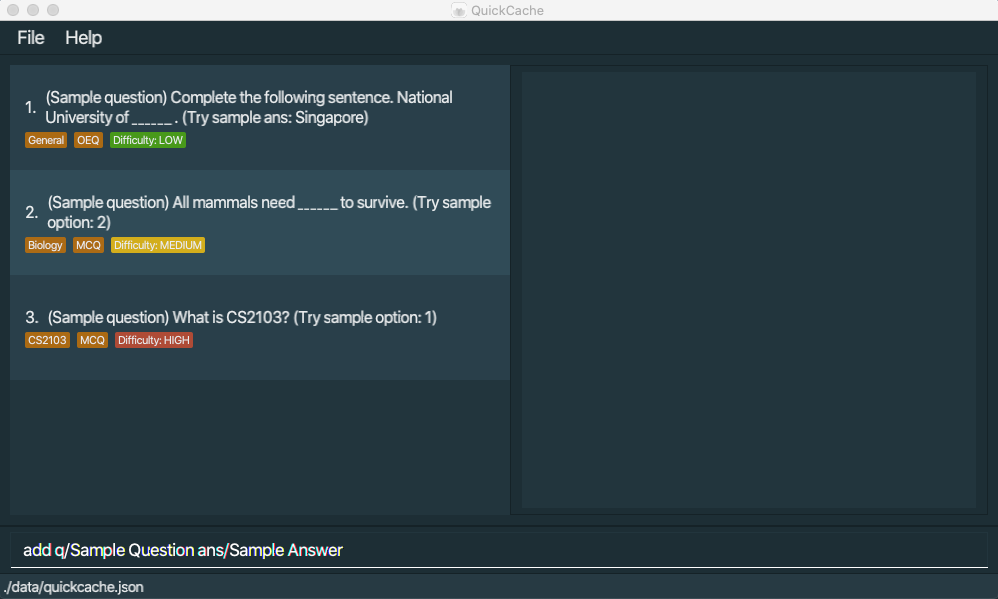 QuickCache
File Help
1. (Sample question) Complete the following sentence. National
University of ______ . (Try sample ans: Singapore)
General OEQ Difficulty: LOW
2. (Sample question) All mammals need ______ to survive. (Try sample
option: 2)
Biology MCQ Difficulty: MEDIUM
3. (Sample question) What is CS2103? (Try sample option: 1)
CS2103 MCQ Difficulty: HIGH
add q/Sample Question ans/Sample Answer
./data/quickcache.json